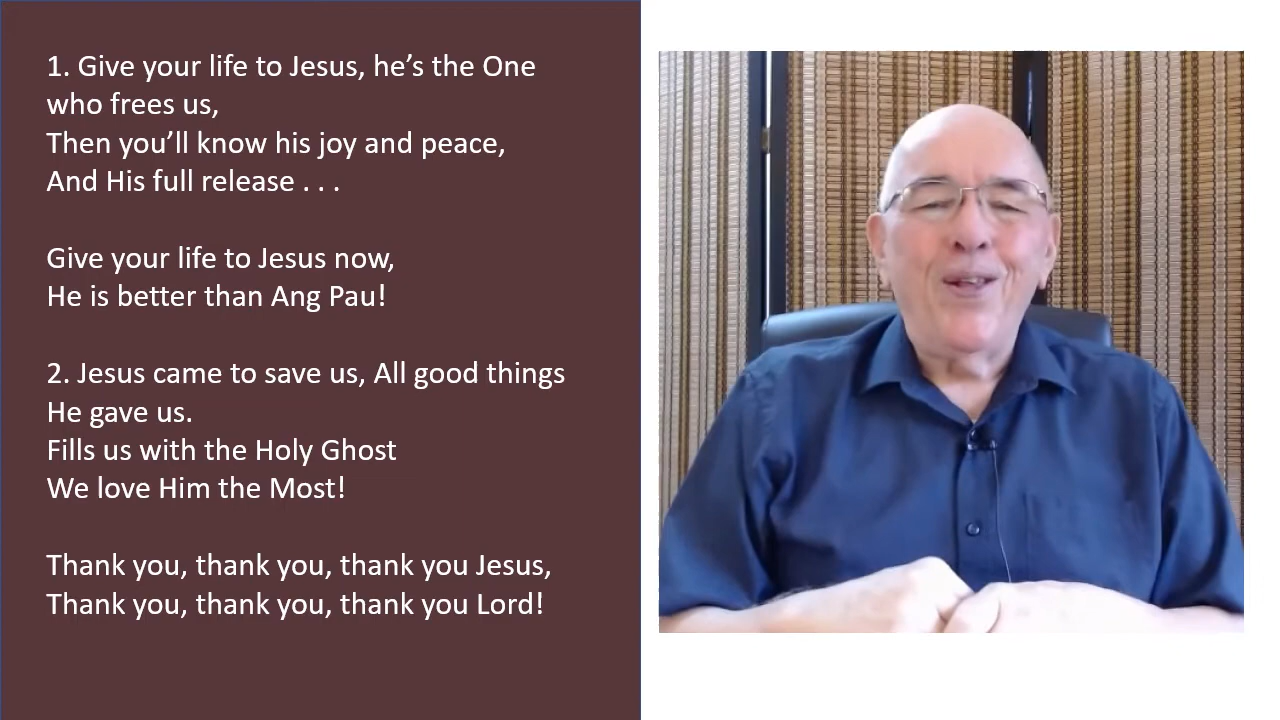 1. Give your life to Jesus, he’s the One
who frees us,
Then you’ll know his joy and peace,
And His full release . . .
Give your life to Jesus now,
He is better than Ang Pau!
2. Jesus came to save us, All good things
He gave us.
Fills us with the Holy Ghost
We love Him the Most!
Thank you, thank you, thank you Jesus,
Thank you, thank you, thank you Lord!